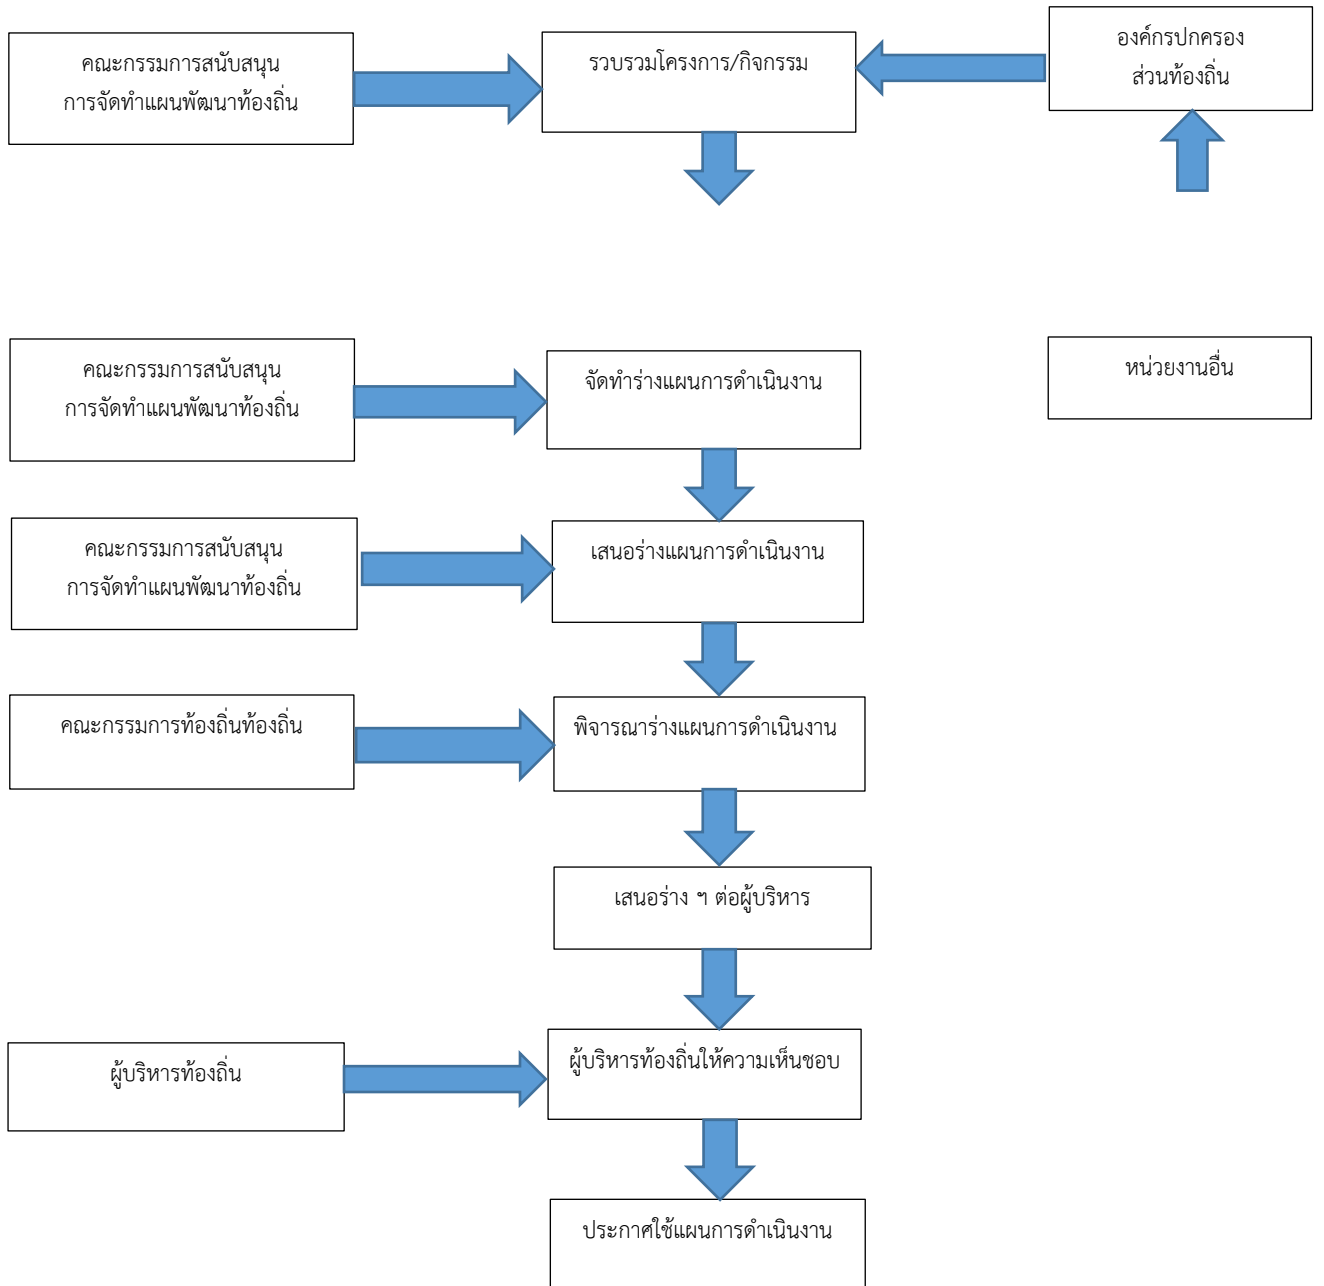 คณะกรรมการสนับสนุน
การจัดทำแผนพัฒนาท้องถิ่น
รวบรวมโครงการ/กิจกรรม
องค์กรปกครอง
ส่วนท้องถิ่น
คณะกรรมการสนับสนุน
การจัดทำแผนพัฒนาท้องถิ่น
จัดทำร่างแผนการดำเนินงาน
หน่วยงานอื่น
คณะกรรมการสนับสนุน
การจัดทำแผนพัฒนาท้องถิ่น
เสนอร่างแผนการดำเนินงาน
คณะกรรมการท้องถิ่นท้องถิ่น
พิจารณาร่างแผนการดำเนินงาน
เสนอร่าง ฯ ต่อผู้บริหาร
ผู้บริหารท้องถิ่น
ผู้บริหารท้องถิ่นให้ความเห็นชอบ
ประกาศใช้แผนการดำเนินงาน